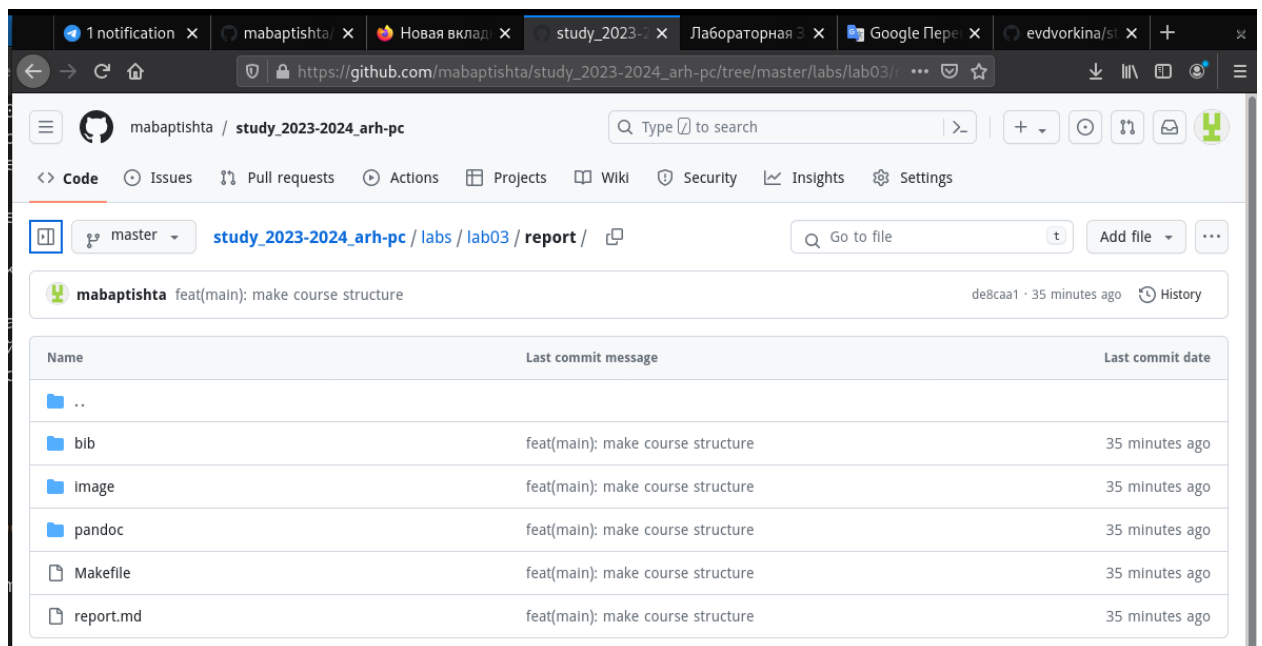 1 notification
mabaptishta/
Новая вклад
study_2023-2
Лабораторная 3
Google Пере
evdvorkina/st
https://github.com/mabaptishta/study_2023-2024_arh-pc/tree/master/labs/lab03/
mabaptishta / study_2023-2024_arh-pc
Type / to search
Code Issues Pull requests Actions Projects Wiki Security Insights Settings
master study_2023-2024_arh-pc / labs / lab03 / report /
Go to file t Add file
mabaptishta feat(main): make course structure de8caa1 · 35 minutes ago History
Name Last commit message Last commit date
..
bib feat(main): make course structure 35 minutes ago
image feat(main): make course structure 35 minutes ago
pandoc feat(main): make course structure 35 minutes ago
Makefile feat(main): make course structure 35 minutes ago
report.md feat(main): make course structure 35 minutes ago